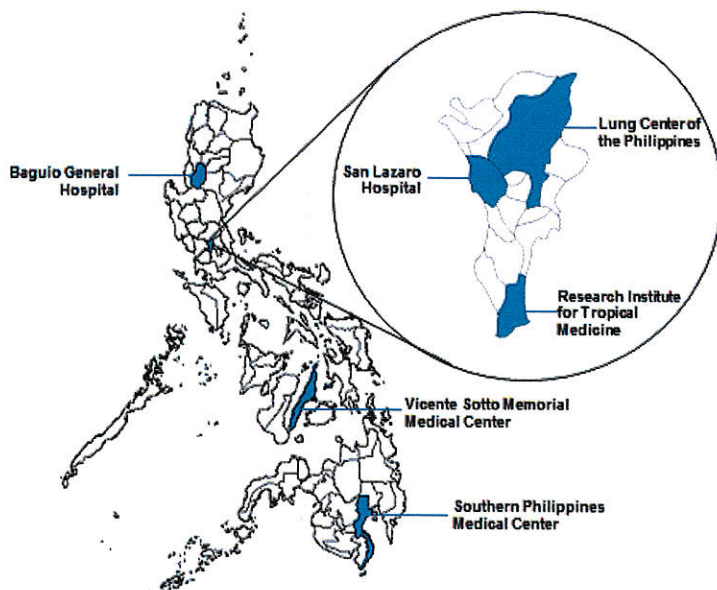 Baguio General
Hospital
Lung Center of
the Philippines
San Lazaro
Hospital
Research Institute
for Tropical
Medicine
Vicente Sotto Memorial
Medical Center
Southern Philippines
Medical Center